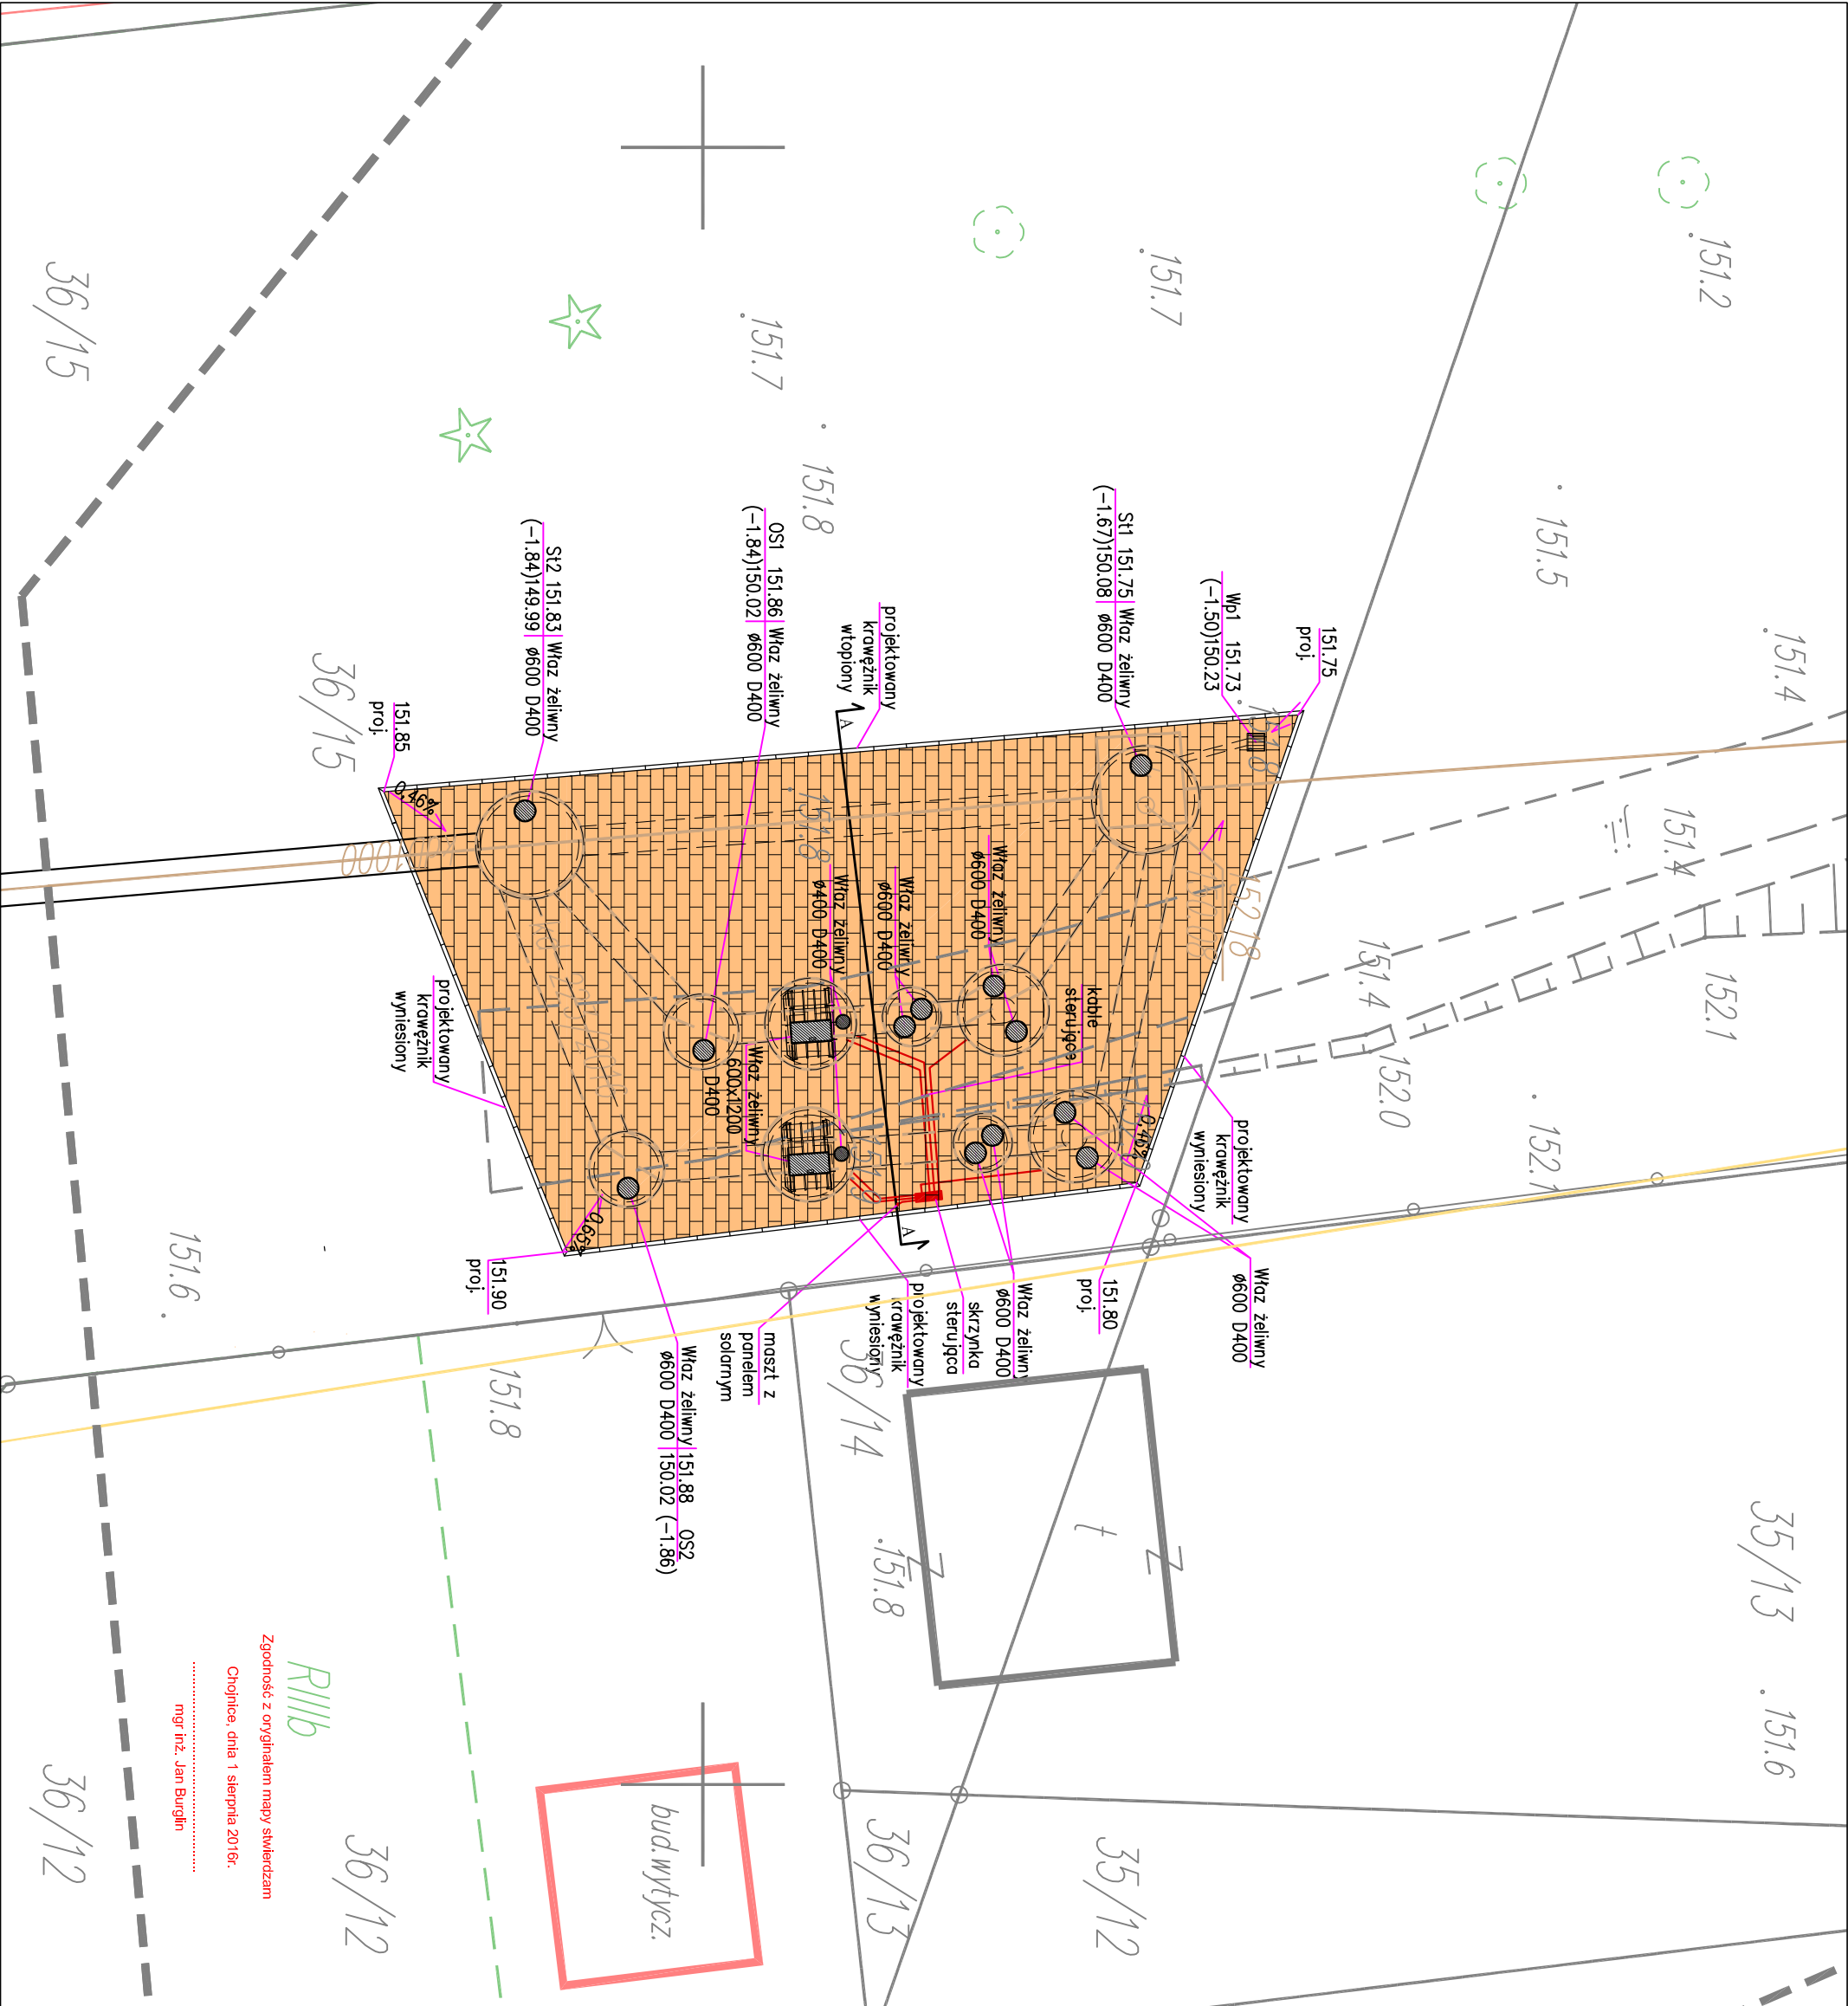 151.2
151.7
151.7
151.8
151.5
151.4
151.4
151.4
152.1
152.0
152.1
36/15
36/15
151.75
proj.
Wp1 151.73
(-1.50)150.23
St1 151.75 Właz żeliwny
(-1.67)150.08 ø600 D400
projektowany
krawężnik
wtopiony
OS1 151.86 Właz żeliwny
(-1.84)150.02 ø600 D400
St2 151.83 Właz żeliwny
(-1.84)149.99 ø600 D400
151.85
proj.
0,46%
A
151.8
151.8
152.18
Właz żeliwny
ø600 D400
Właz żeliwny
ø600 D400
Właz żeliwny
ø400 D400
kable
sterujące
Właz żeliwny
600x1200
D400
projektowany
krawężnik
wyniesiony
projektowany
krawężnik
wyniesiony
0,46%
0,65%
A
151.90
proj.
151.80
proj.
Właz żeliwny
ø600 D400
Właz żeliwny
ø600 D400
skrzynka
sterująca
projektowany
krawężnik
wyniesiony
maszt z
panelem
solarnym
Właz żeliwny 151.88 OS2
ø600 D400 150.02 (-1.86)
151.6
151.8
36/14
151.8
t
35/13
151.6
35/12
36/13
bud.wytycz.
36/12
36/12
RIIIb
Zgodność z oryginałem mapy stwierdzam
Chojnice, dnia 1 sierpnia 2016r.
mgr inż. Jan Burglin